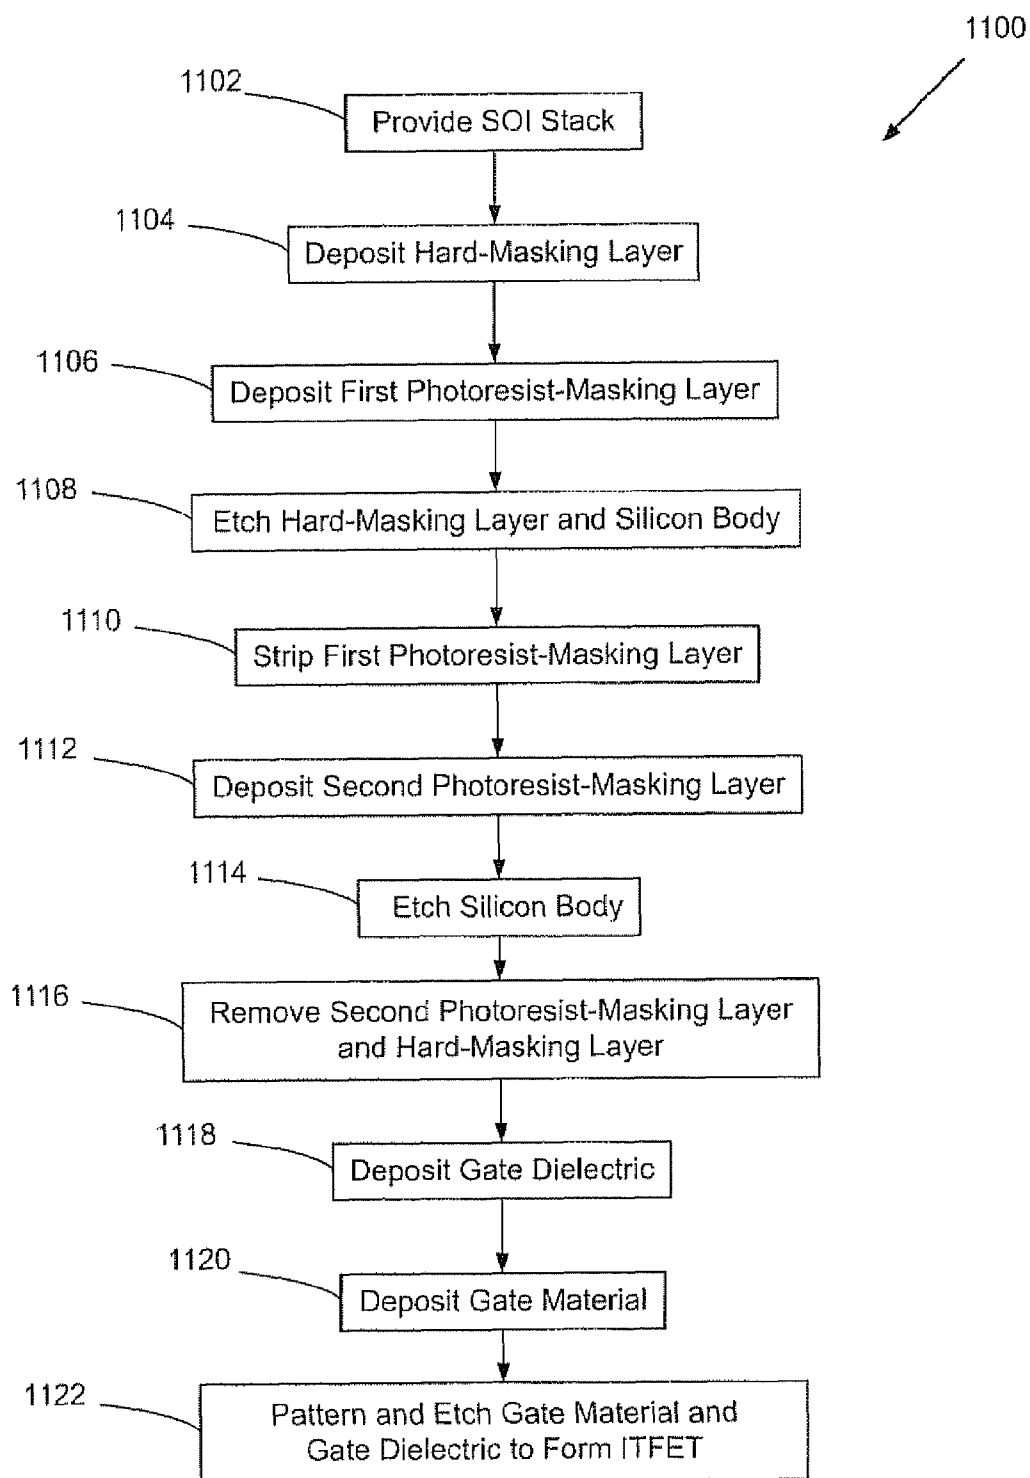 1100
1102
Provide SOI Stack
1104
Deposit Hard-Masking Layer
1106
Deposit First Photoresist-Masking Layer
1108
Etch Hard-Masking Layer and Silicon Body
1110
Strip First Photoresist-Masking Layer
1112
Deposit Second Photoresist-Masking Layer
1114
Etch Silicon Body
1116
Remove Second Photoresist-Masking Layer
and Hard-Masking Layer
1118
Deposit Gate Dielectric
1120
Deposit Gate Material
1122
Pattern and Etch Gate Material and
Gate Dielectric to Form ITFET